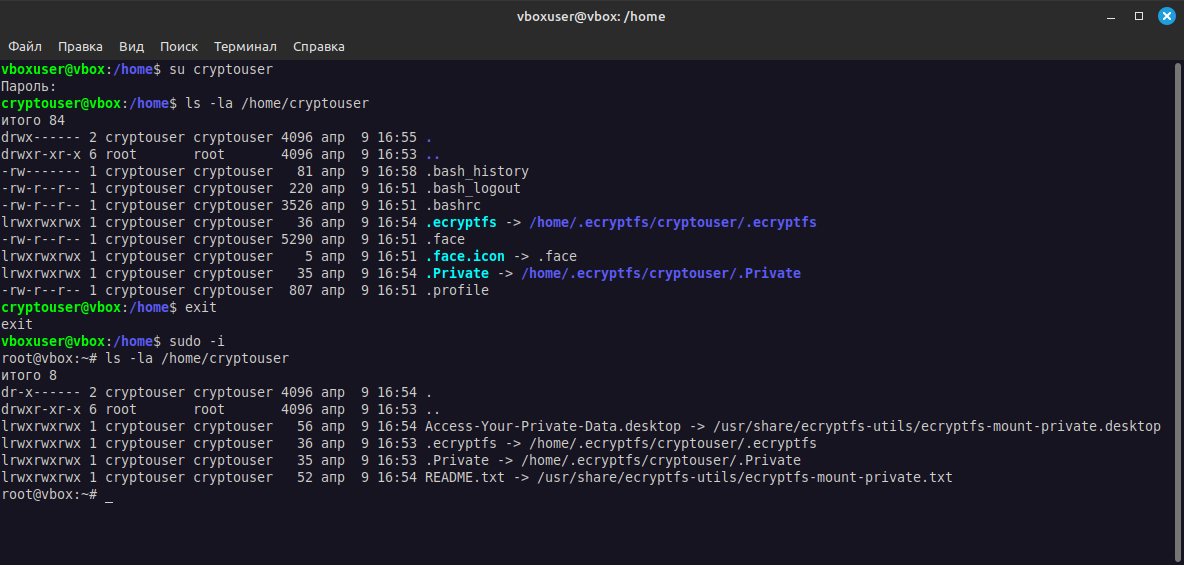 vboxuser@vbox: /home
Файл Правка Вид Поиск Терминал Справка
vboxuser@vbox:/home$ su cryptouser
Пароль:
cryptouser@vbox:/home$ ls -la /home/cryptouser
итого 84
drwx------ 2 cryptouser cryptouser 4096 апр  9 16:55 .
drwxr-xr-x 6 root       root       4096 апр  9 16:53 ..
-rw------- 1 cryptouser cryptouser   81 апр  9 16:58 .bash_history
-rw-r--r-- 1 cryptouser cryptouser  220 апр  9 16:51 .bash_logout
-rw-r--r-- 1 cryptouser cryptouser 3526 апр  9 16:51 .bashrc
lrwxrwxrwx 1 cryptouser cryptouser   36 апр  9 16:54 .ecryptfs -> /home/.ecryptfs/cryptouser/.ecryptfs
-rw-r--r-- 1 cryptouser cryptouser 5290 апр  9 16:51 .face
lrwxrwxrwx 1 cryptouser cryptouser    5 апр  9 16:51 .face.icon -> .face
lrwxrwxrwx 1 cryptouser cryptouser   35 апр  9 16:54 .Private -> /home/.ecryptfs/cryptouser/.Private
-rw-r--r-- 1 cryptouser cryptouser  807 апр  9 16:51 .profile
cryptouser@vbox:/home$ exit
exit
vboxuser@vbox:/home$ sudo -i
root@vbox:~# ls -la /home/cryptouser
итого 8
dr-x------ 2 cryptouser cryptouser 4096 апр  9 16:54 .
drwxr-xr-x 6 root       root       4096 апр  9 16:53 ..
lrwxrwxrwx 1 cryptouser cryptouser   56 апр  9 16:54 Access-Your-Private-Data.desktop -> /usr/share/ecryptfs-utils/ecryptfs-mount-private.desktop
lrwxrwxrwx 1 cryptouser cryptouser   36 апр  9 16:53 .ecryptfs -> /home/.ecryptfs/cryptouser/.ecryptfs
lrwxrwxrwx 1 cryptouser cryptouser   35 апр  9 16:53 .Private -> /home/.ecryptfs/cryptouser/.Private
lrwxrwxrwx 1 cryptouser cryptouser   52 апр  9 16:54 README.txt -> /usr/share/ecryptfs-utils/ecryptfs-mount-private.txt
root@vbox:~# _